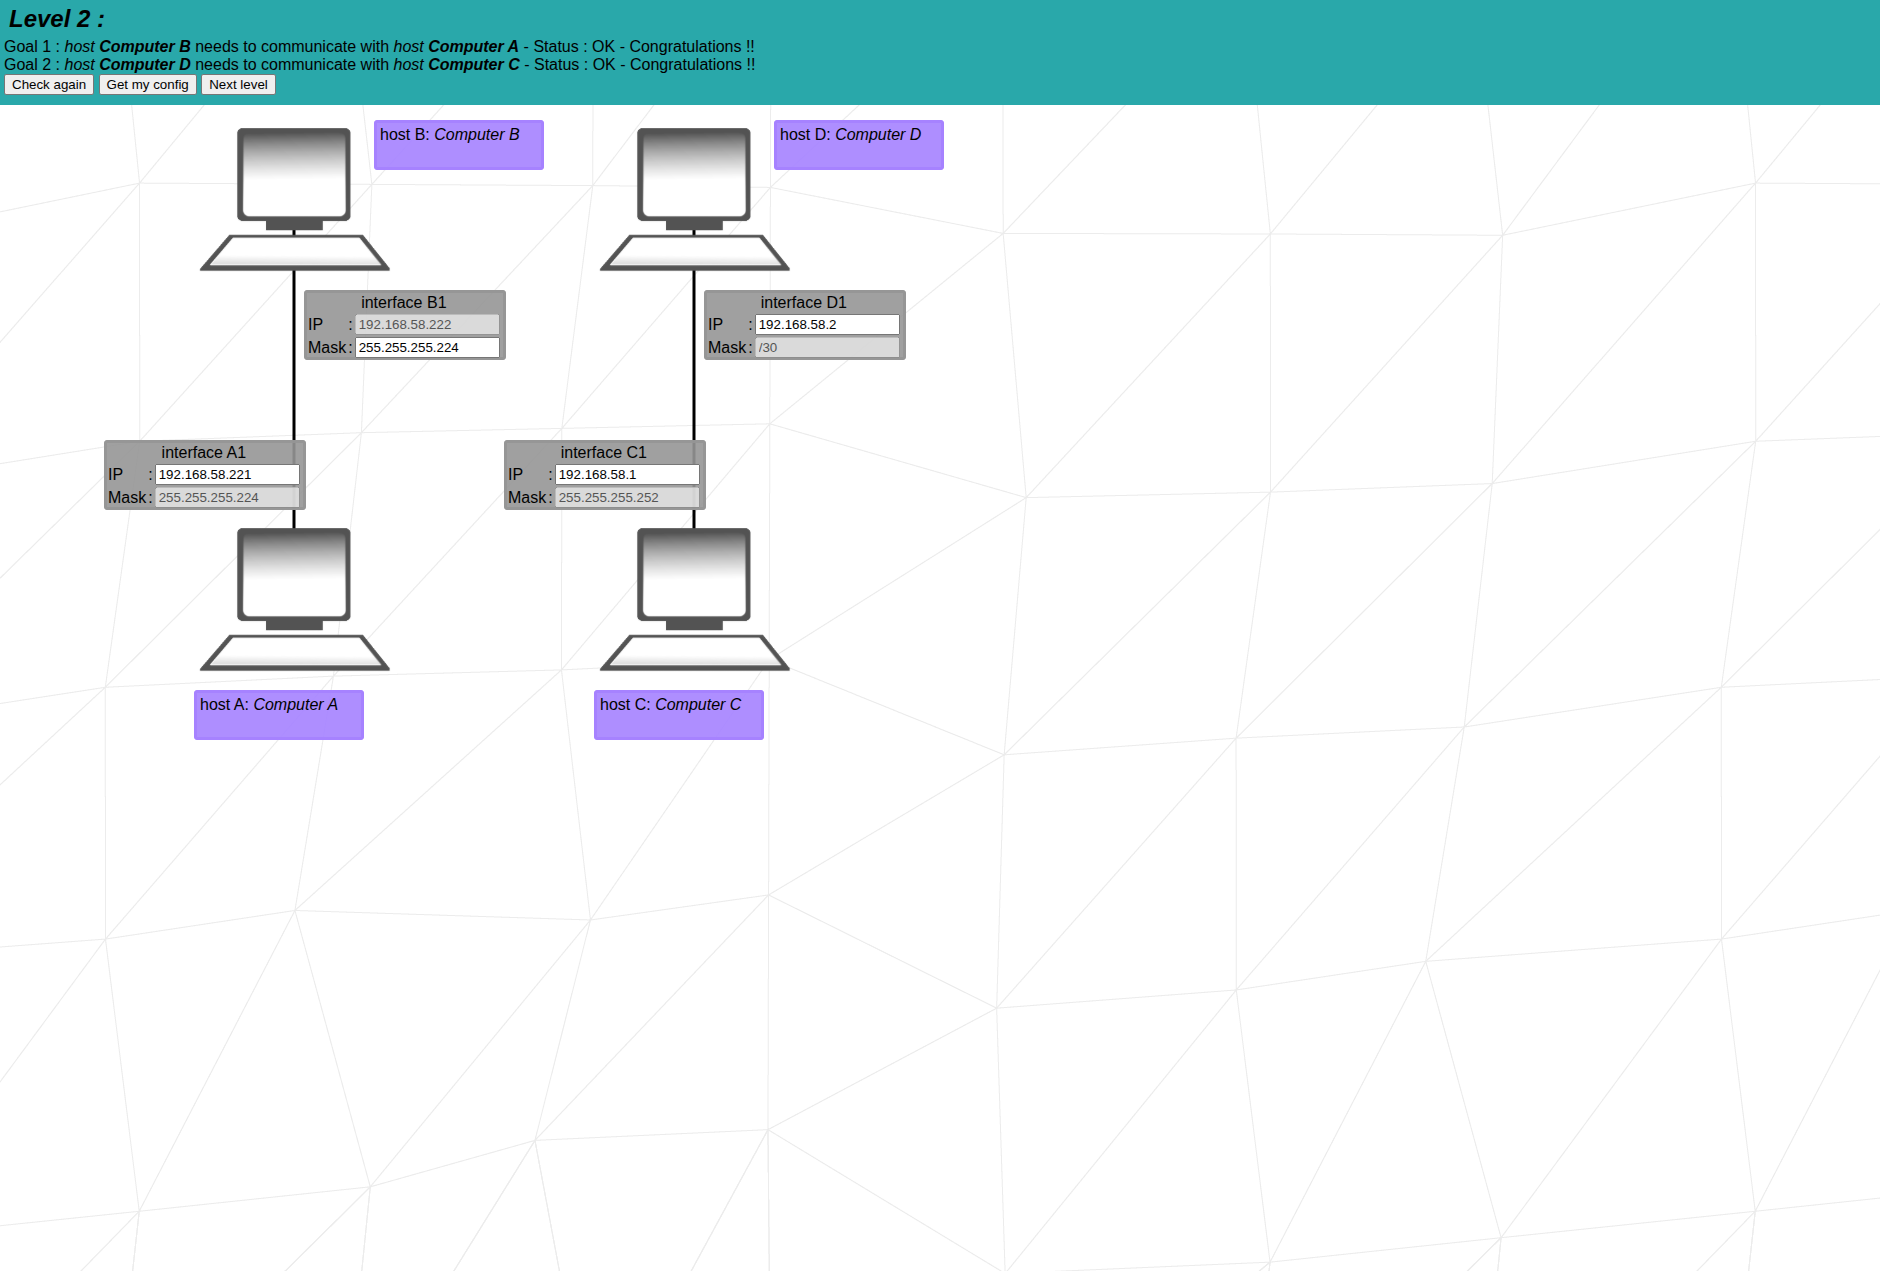 Level 2 :
Goal 1 : host Computer B needs to communicate with host Computer A - Status : OK - Congratulations !!
Goal 2 : host Computer D needs to communicate with host Computer C - Status : OK - Congratulations !!
Check again Get my config Next level
host B: Computer B
host D: Computer D
interface B1
IP : 192.168.58.222
Mask : 255.255.255.224
interface D1
IP : 192.168.58.2
Mask : /30
interface A1
IP : 192.168.58.221
Mask : 255.255.255.224
interface C1
IP : 192.168.58.1
Mask : 255.255.255.252
host A: Computer A
host C: Computer C